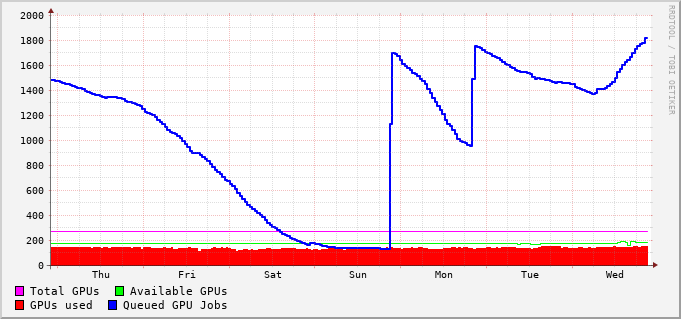 2000
1800
1600
1400
1200
1000
800
600
400
200
0
Thu Fri Sat Sun Mon Tue Wed
Total GPUs Available GPUs
GPUs used Queued GPU Jobs
RRDTOOL / TOBI OETIKER